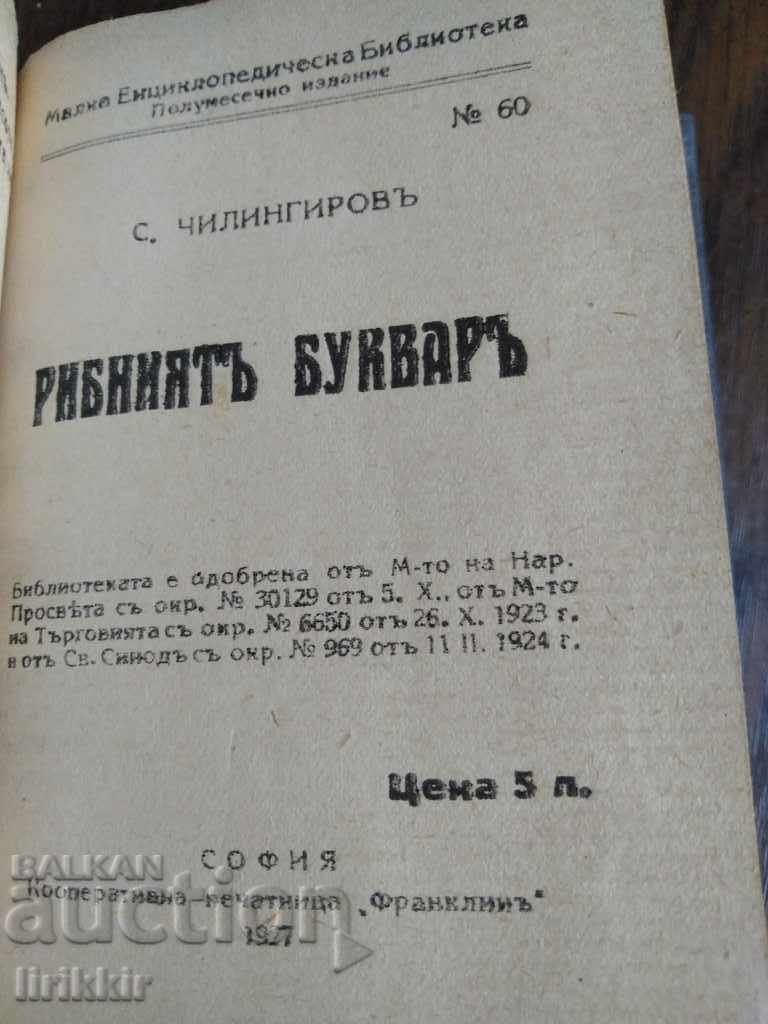 Малка Енциклопедическа Библиотека
Полумесечно издание
№ 60
С. ЧИЛИНГИРОВЪ
РИБНИЯТЪ БУКВАРЪ
Библиотеката е одобрена отъ М-то на Нар.
Просвѣта съ окр. № 30129 отъ 5. X., отъ М-то
на Търговията съ окр. № 6650 отъ 26. X. 1923 г.
и отъ Св. Синодъ съ окр. № 969 отъ 11 II. 1924 г.
Цена 5 л.
СОФИЯ
Кооперативна печатница „Франклинъ“
1927
BALKAN
auction
lirikkir